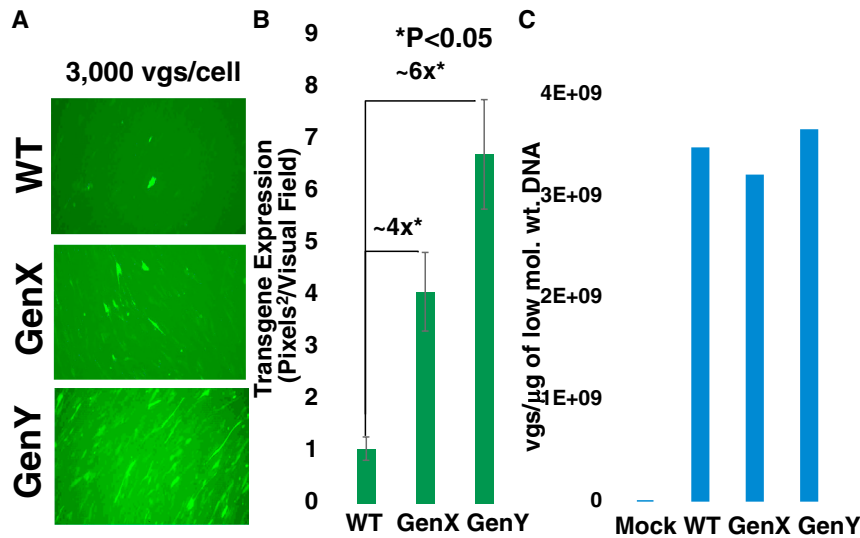 A
3,000 vgs/cell
WT
GenX
GenY
B
Transgene Expression
(Pixels²/Visual Field)
9
8
7
6
5
4
3
2
1
0
*P<0.05
~6x*
~4x*
WT GenX GenY
C
vgs/µg of low mol. wt. DNA
4E+09
3E+09
2E+09
1E+09
0
Mock WT GenX GenY